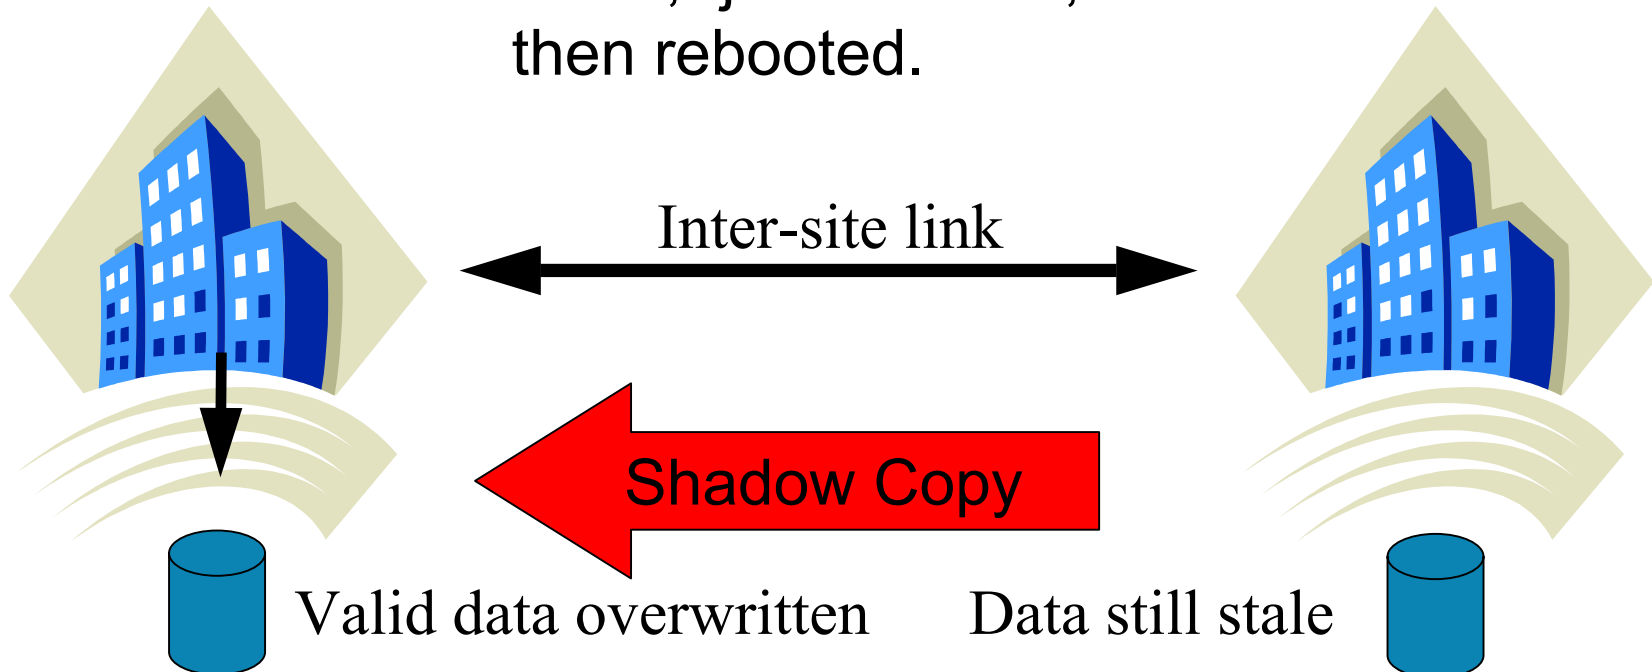 then rebooted.
Inter-site link
Shadow Copy
Valid data overwritten
Data still stale